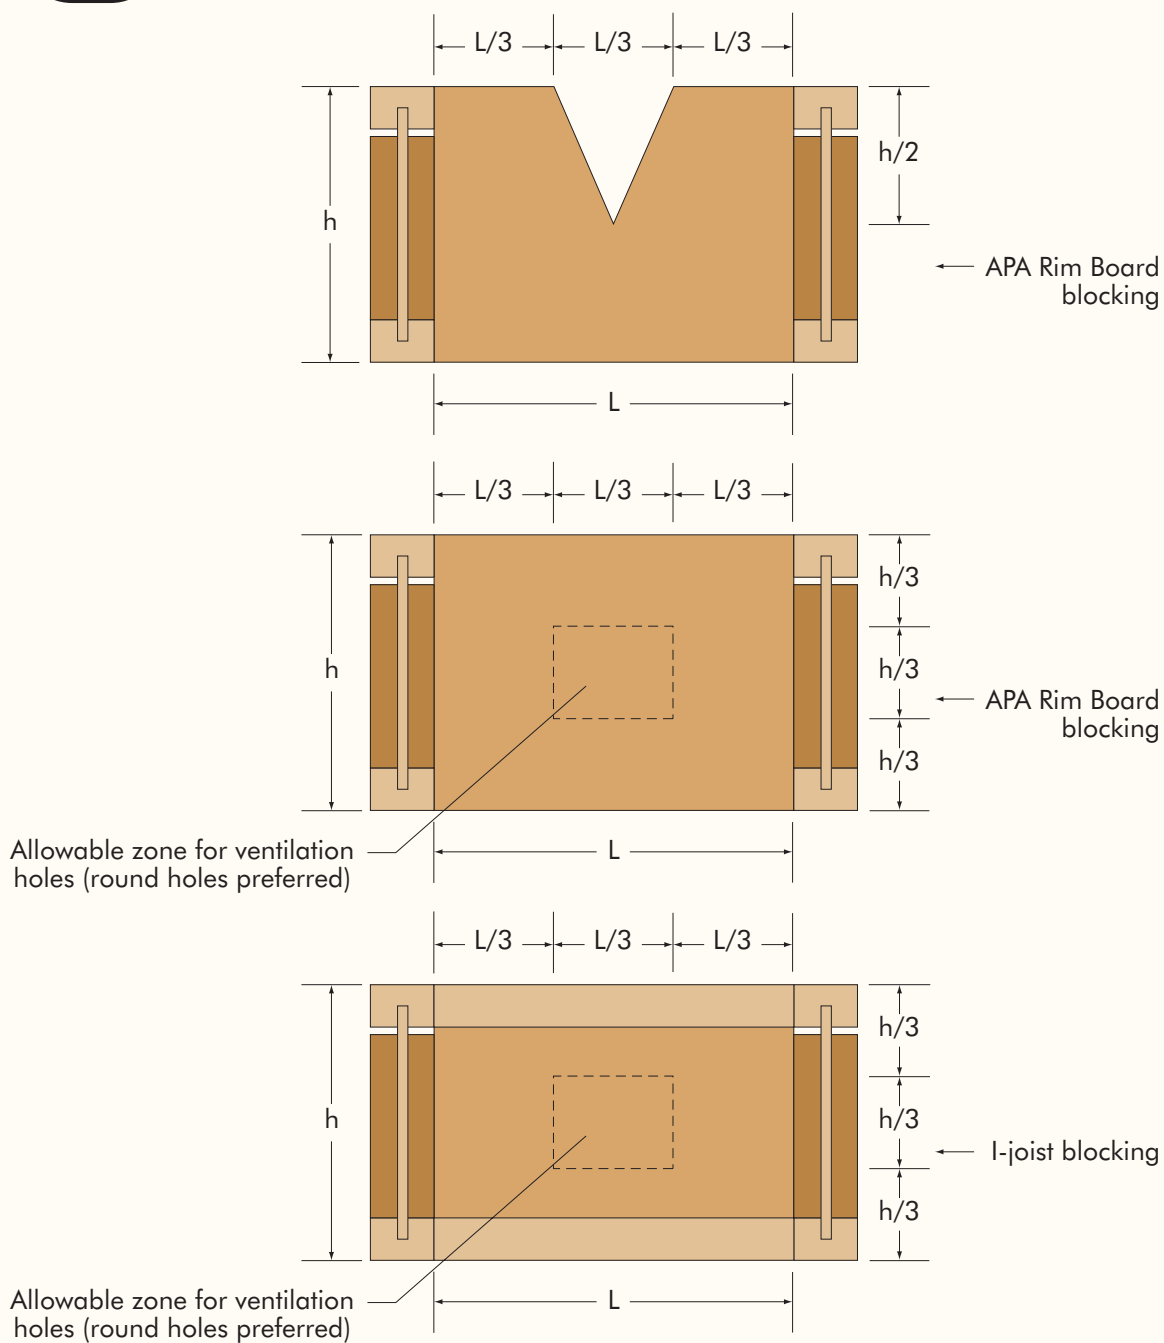 L/3 L/3 L/3
h/2
h
APA Rim Board
blocking
L
L/3 L/3 L/3
h/3
h h/3
APA Rim Board
blocking
h/3
Allowable zone for ventilation
holes (round holes preferred)
L
L/3 L/3 L/3
h/3
h h/3
I-joist blocking
h/3
Allowable zone for ventilation
holes (round holes preferred)
L